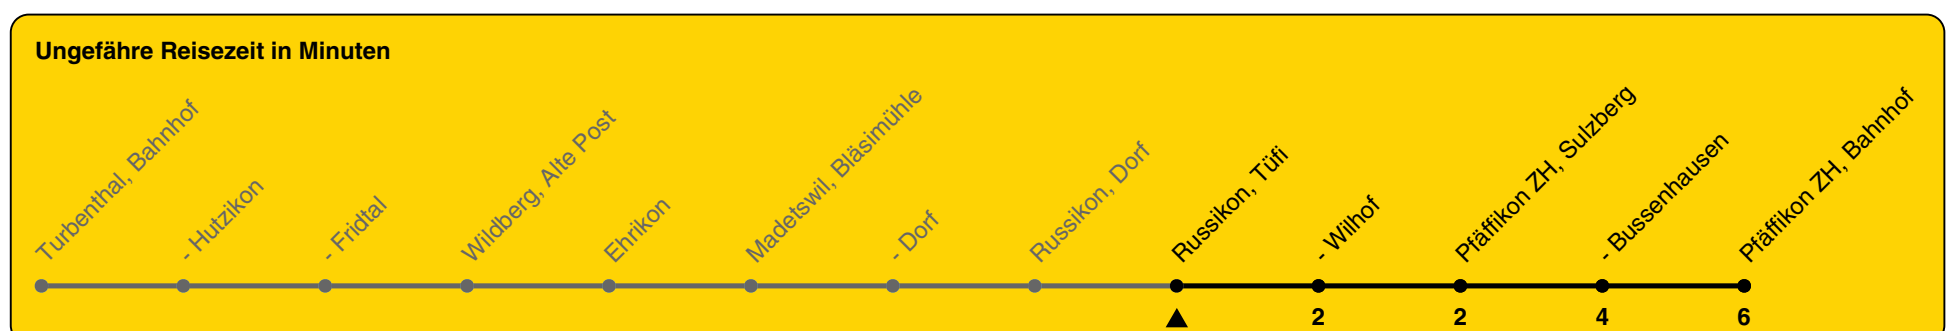 Ungefähre Reisezeit in Minuten
Turbenthal, Bahnhof
- Hutzikon
- Fridtal
Wildberg, Alte Post
Ehrikon
Madetswil, Bläsimühle
- Dorf
Russikon, Dorf
Russikon, Tüfi
- Wilhof
Pfäffikon ZH, Sulzberg
- Bussenhausen
Pfäffikon ZH, Bahnhof
2 2 4 6